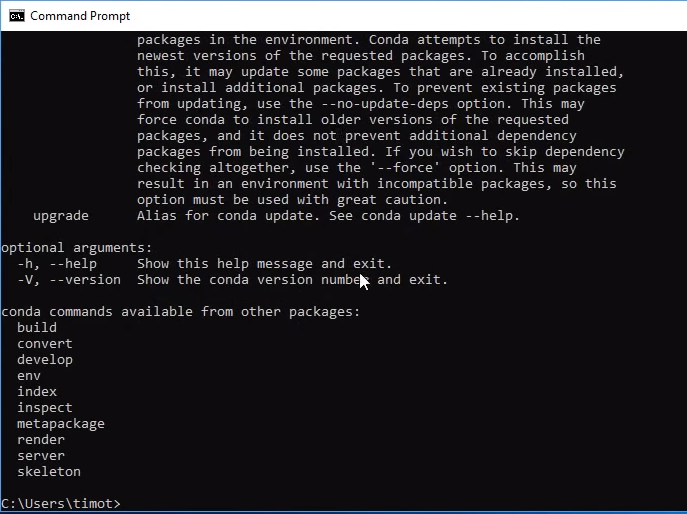 Command Prompt
packages in the environment. Conda attempts to install the
newest versions of the requested packages. To accomplish
this, it may update some packages that are already installed,
or install additional packages. To prevent existing packages
from updating, use the --no-update-deps option. This may
force conda to install older versions of the requested
packages, and it does not prevent additional dependency
packages from being installed. If you wish to skip dependency
checking altogether, use the '--force' option. This may
result in an environment with incompatible packages, so this
option must be used with great caution.
upgrade Alias for conda update. See conda update --help.
optional arguments:
-h, --help Show this help message and exit.
-V, --version Show the conda version number and exit.
conda commands available from other packages:
build
convert
develop
env
index
inspect
metapackage
render
server
skeleton
C:\Users\timot>